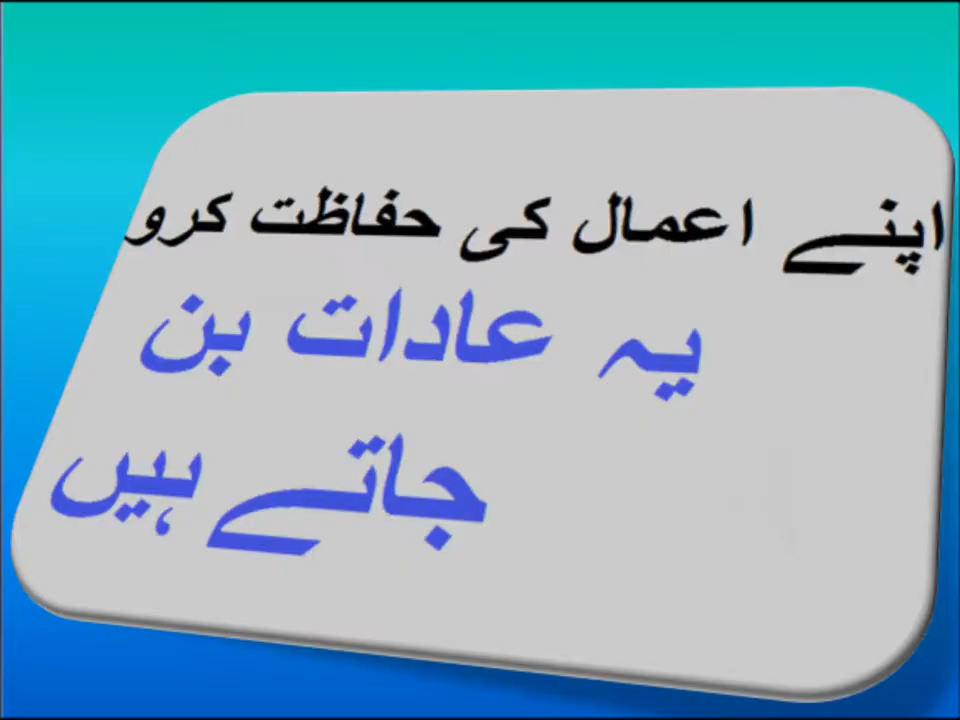 اپنے اعمال کی حفاظت کرو
یہ عادات بن
جاتے ہیں